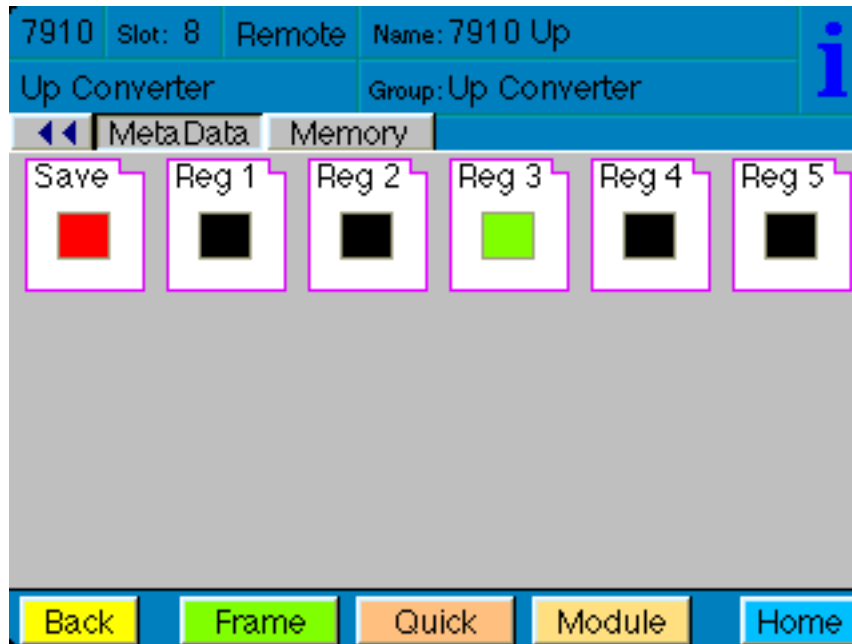 7910 Slot: 8 Remote Name: 7910 Up
Up Converter Group: Up Converter
MetaData Memory
Save Reg 1 Reg 2 Reg 3 Reg 4 Reg 5
Back Frame Quick Module Home